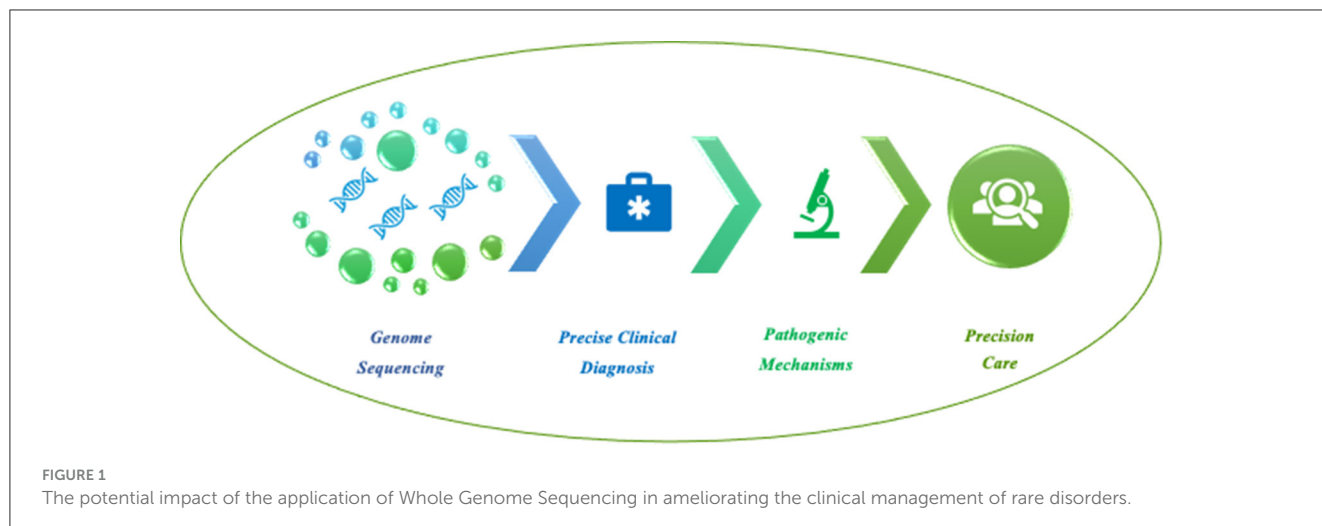 Genome
Sequencing
Precise Clinical
Diagnosis
Pathogenic
Mechanisms
Precision
Care
FIGURE 1
The potential impact of the application of Whole Genome Sequencing in ameliorating the clinical management of rare disorders.